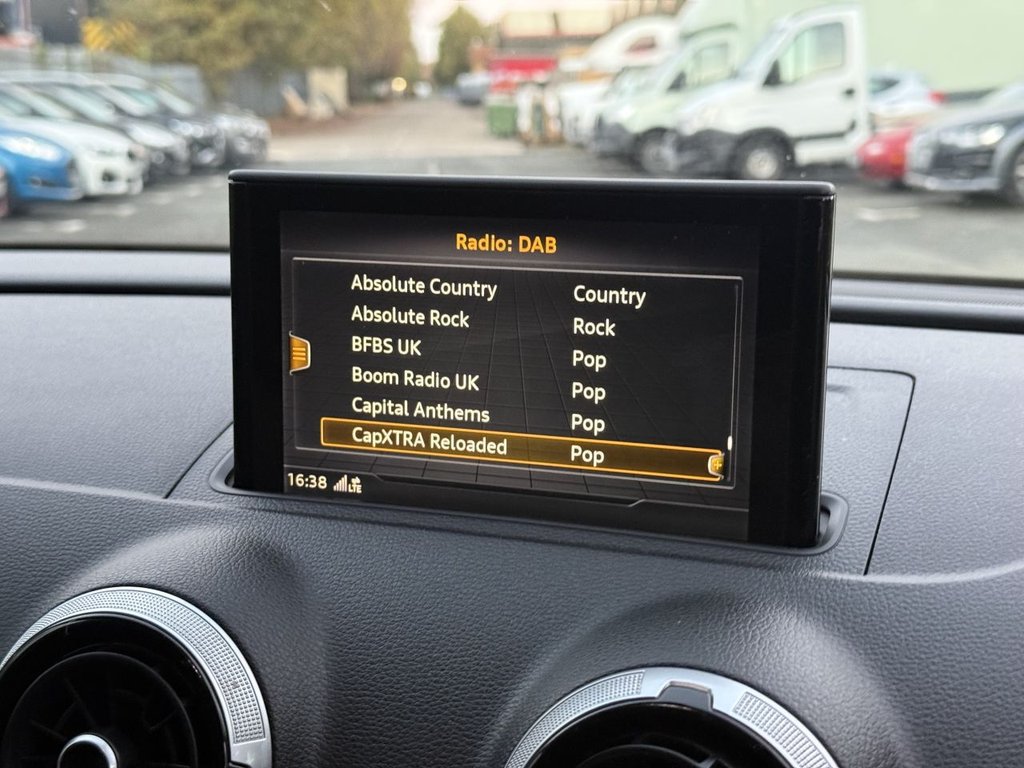 Radio: DAB
Absolute Country Country
Absolute Rock Rock
BFBS UK Pop
Boom Radio UK Pop
Capital Anthems Pop
CapXTRA Reloaded Pop
16:38 LTE